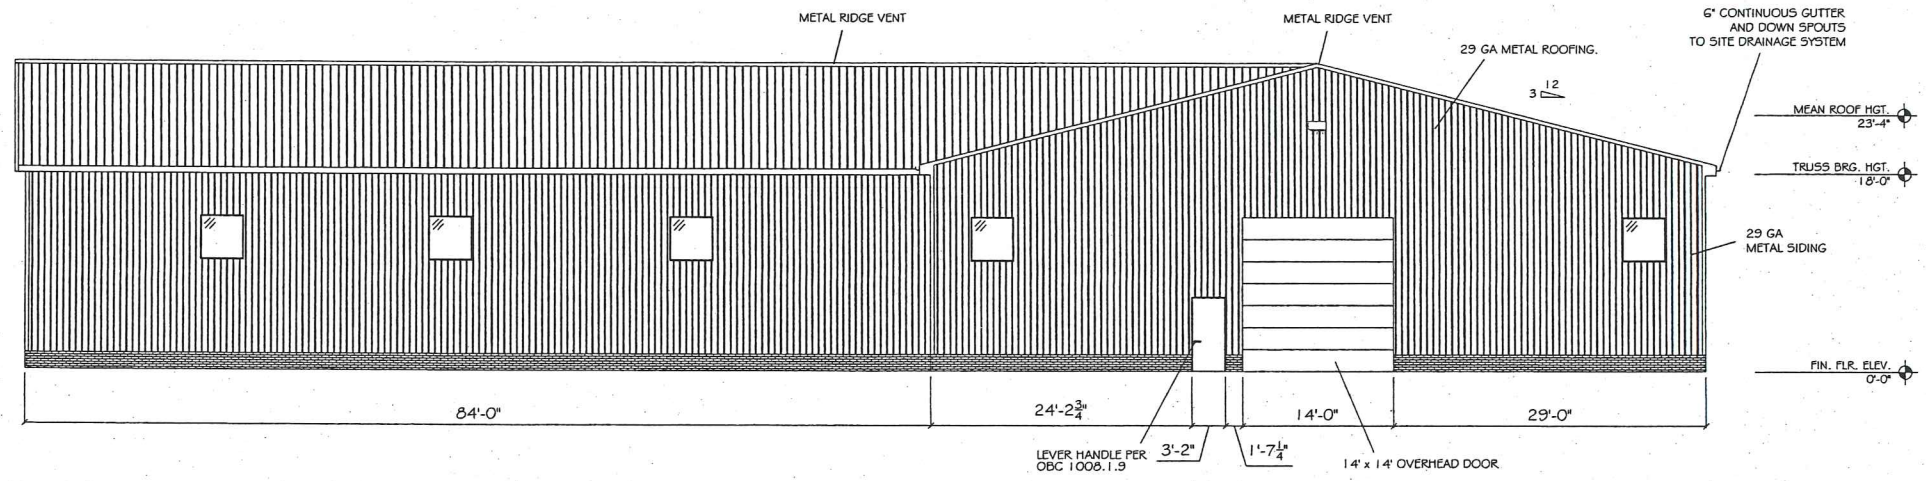 METAL RIDGE VENT
METAL RIDGE VENT
6" CONTINUOUS GUTTER
AND DOWN SPOUTS
TO SITE DRAINAGE SYSTEM
29 GA METAL ROOFING.
12
3
MEAN ROOF HGT.
23'-4"
TRUSS BRG. HGT.
18'-0"
29 GA
METAL SIDING
FIN. FLR. ELEV.
0'-0"
84'-0"
24'-2¾"
14'-0"
29'-0"
LEVER HANDLE PER
OBC 1008.1.9
3'-2"
1'-7¼"
14' x 14' OVERHEAD DOOR